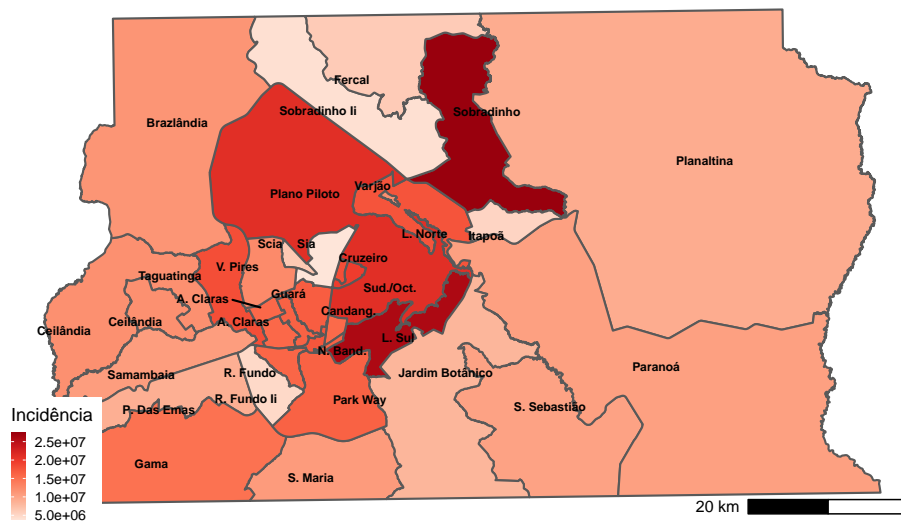 Fercal
Sobradinho Ii
Sobradinho
Brazlândia
Planaltina
Varjão
Plano Piloto
L. Norte
Itapoã
Scia
Sia
Cruzeiro
V. Pires
Taguatinga
Sud./Oct.
Guará
A. Claras
Candang.
Ceilândia
Ceilândia
A. Claras
L. Sul
N. Band.
Paranoá
Samambaia
R. Fundo
Jardim Botânico
R. Fundo Ii
Park Way
S. Sebastião
P. Das Emas
Gama
S. Maria
Incidência
2.5e+07
2.0e+07
1.5e+07
1.0e+07
5.0e+06
20 km